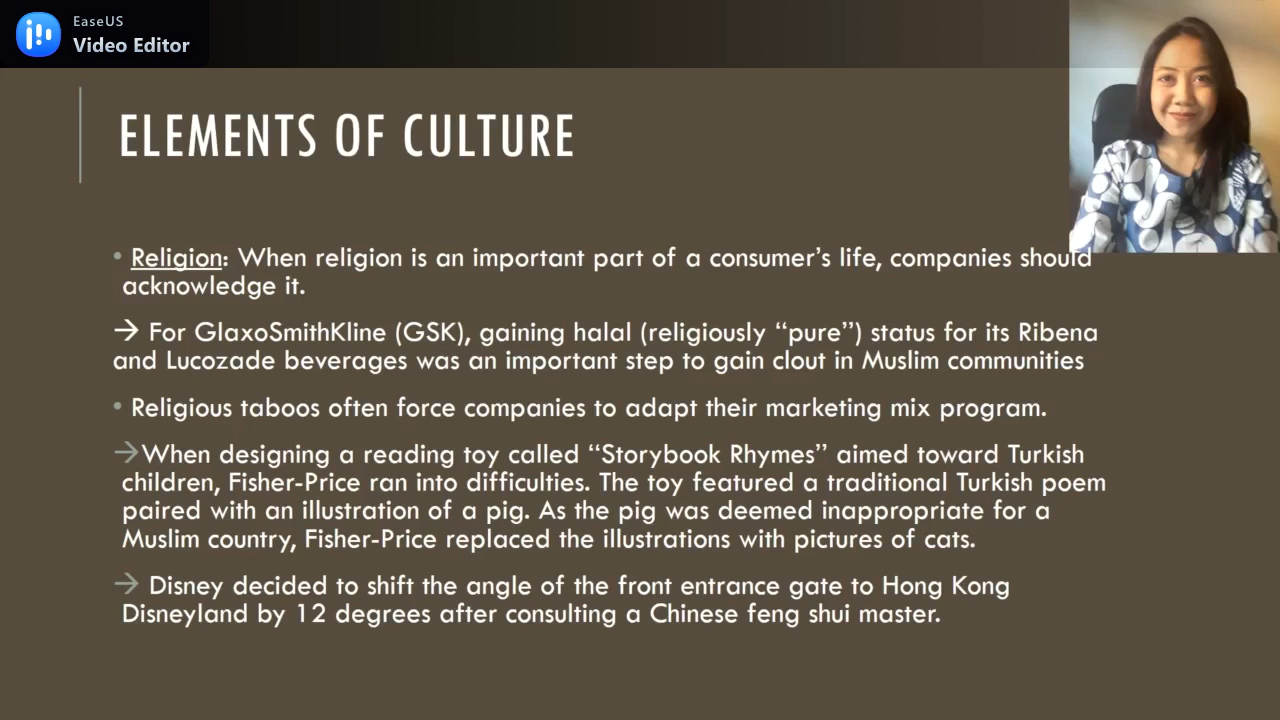 EaseUS
Video Editor
ELEMENTS OF CULTURE
• Religion: When religion is an important part of a consumer’s life, companies should
acknowledge it.
→ For GlaxoSmithKline (GSK), gaining halal (religiously “pure”) status for its Ribena
and Lucozade beverages was an important step to gain clout in Muslim communities
• Religious taboos often force companies to adapt their marketing mix program.
→When designing a reading toy called “Storybook Rhymes” aimed toward Turkish
children, Fisher-Price ran into difficulties. The toy featured a traditional Turkish poem
paired with an illustration of a pig. As the pig was deemed inappropriate for a
Muslim country, Fisher-Price replaced the illustrations with pictures of cats.
→ Disney decided to shift the angle of the front entrance gate to Hong Kong
Disneyland by 12 degrees after consulting a Chinese feng shui master.